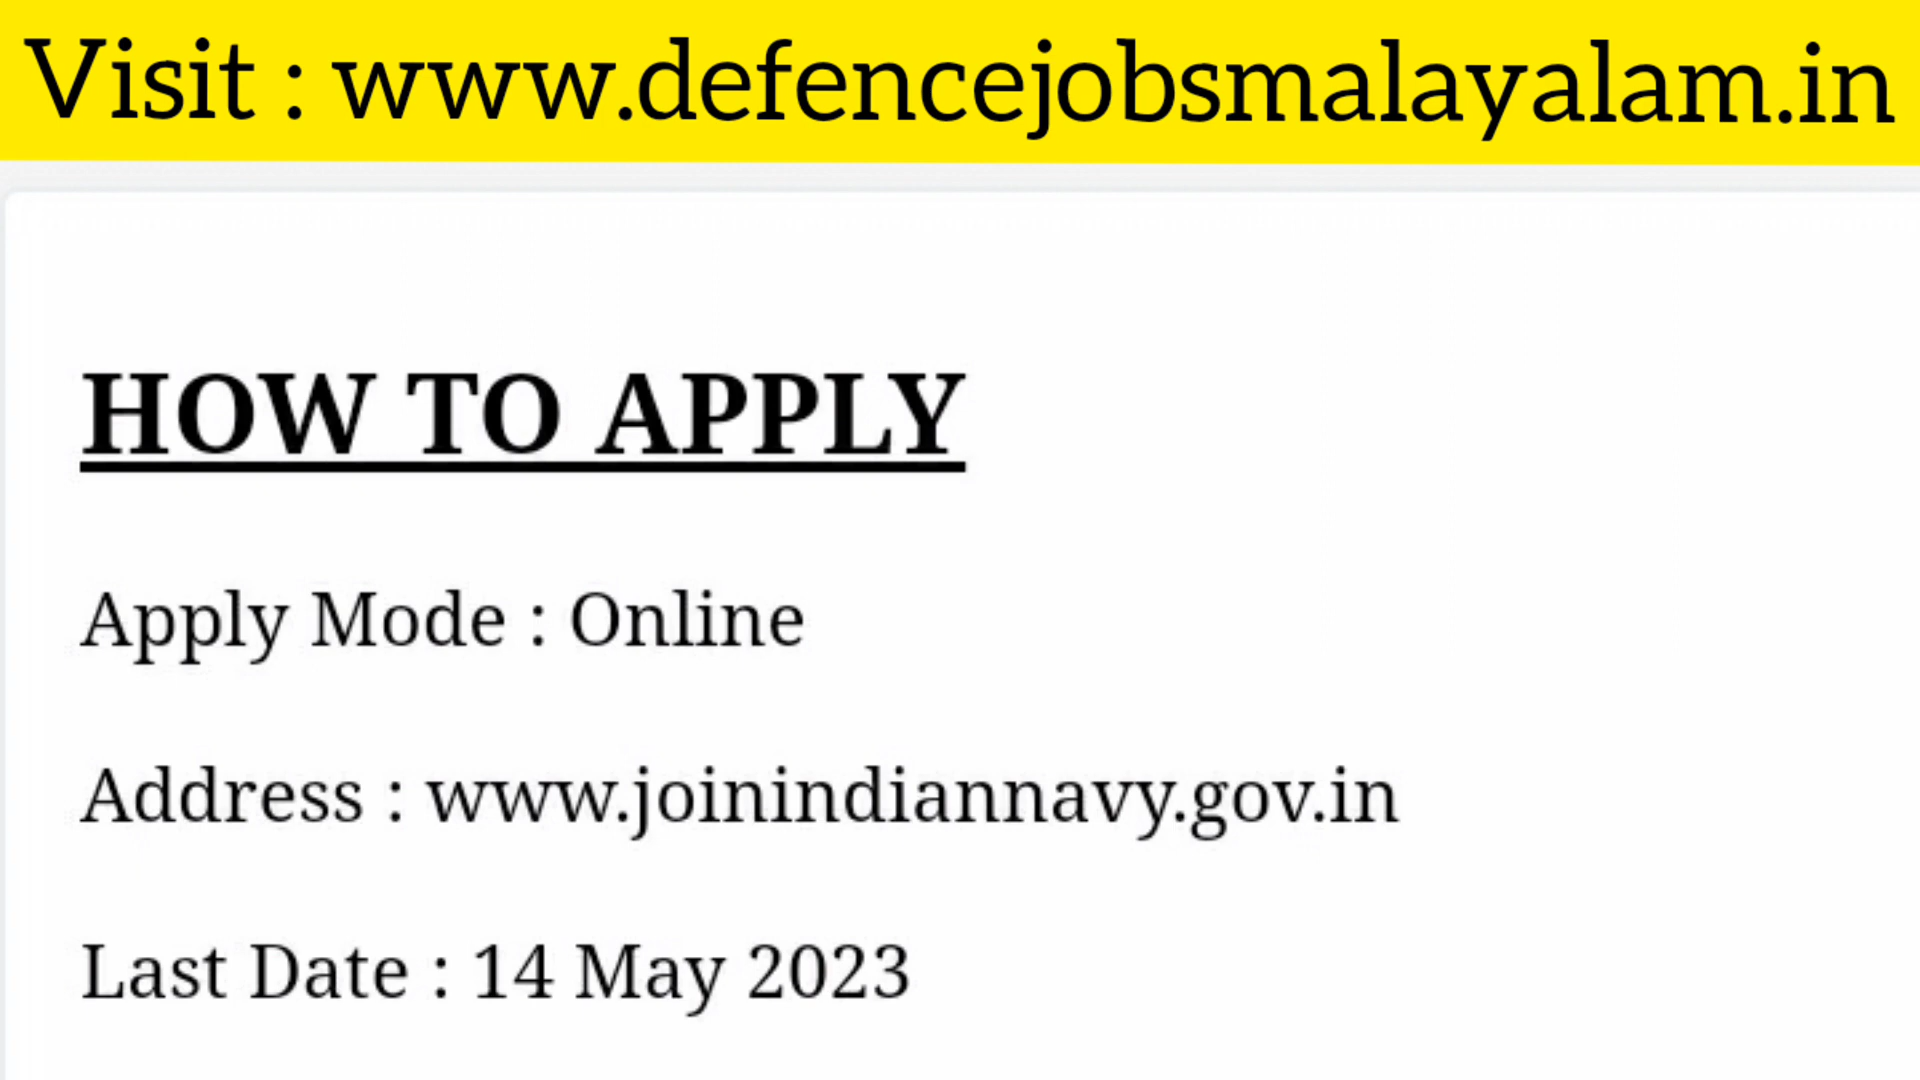 Visit : www.defencejobsmalayalam.in
HOW TO APPLY
Apply Mode : Online
Address : www.joinindiannavy.gov.in
Last Date : 14 May 2023